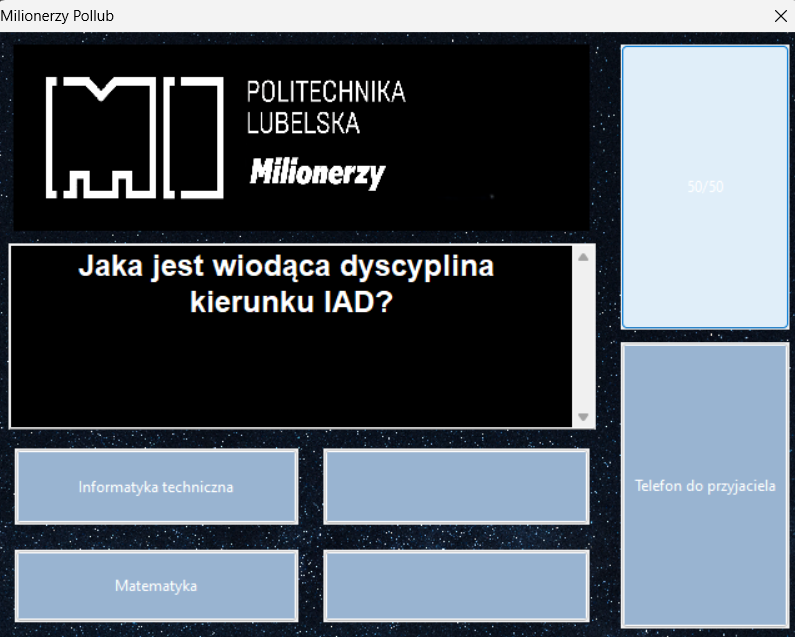 Milionerzy Pollub
POLITECHNIKA
LUBELSKA
Milionerzy
50/50
Jaka jest wiodąca dyscyplina
kierunku IAD?
Telefon do przyjaciela
Informatyka techniczna
Matematyka